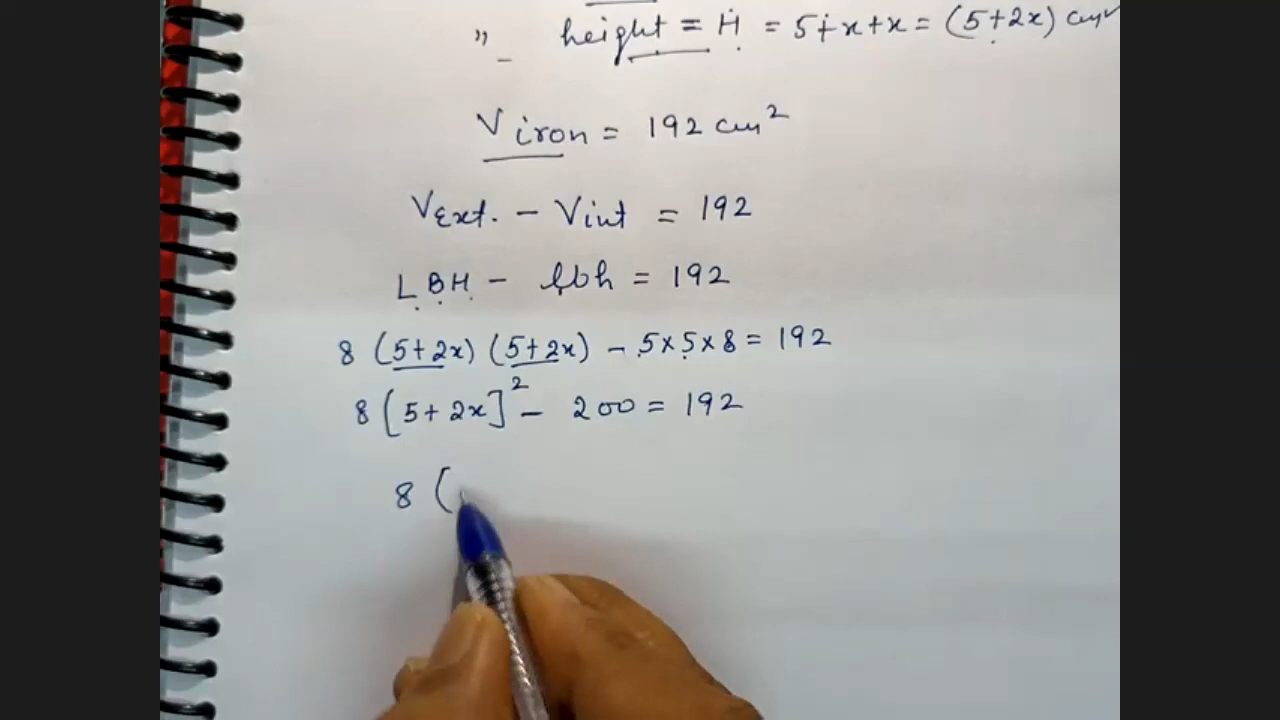 ” height = H = 5+x+x = (5+2x) cm
V iron = 192 cm²
VExt. - Vint = 192
LBH - lbh = 192
8 (5+2x) (5+2x) - 5×5×8 = 192
8 [5+2x]² - 200 = 192
8 (